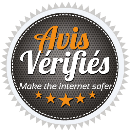 Avis
Vérifiés
Make the internet safer